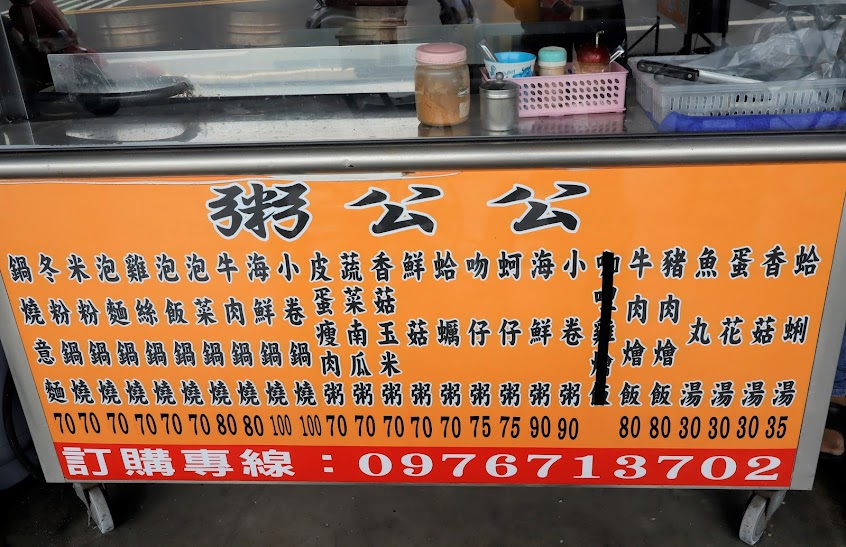 公公粥
蛤蜊湯 35
香菇湯 30
蛋花湯 30
魚丸湯 30
豬肉燴飯 80
牛肉燴飯 80
小卷粥 90
海鮮粥 90
蚵仔粥 75
吻仔粥 75
蛤蠣粥 70
鮮菇粥 70
香菇玉米粥 70
蔬菜南瓜粥 70
皮蛋瘦肉粥 70
小卷鍋燒 100
海鮮鍋燒 100
牛肉鍋燒 80
泡菜鍋燒 80
泡飯鍋燒 70
雞絲鍋燒 70
泡麵鍋燒 70
米粉鍋燒 70
冬粉鍋燒 70
鍋燒意麵 70
訂購專線：0976713702